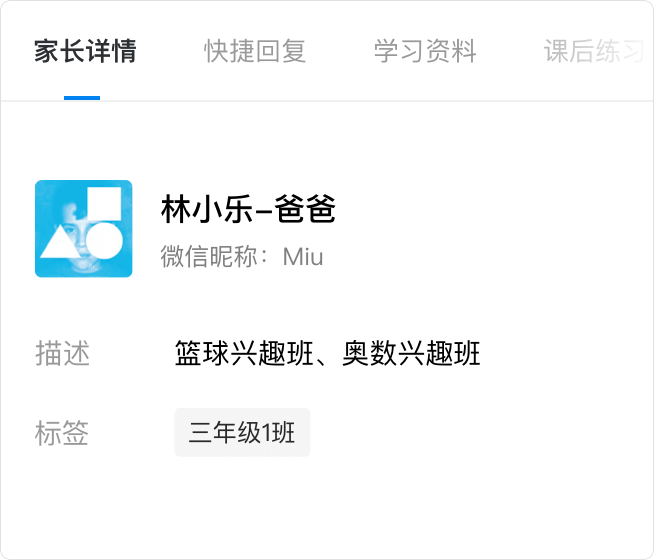 家长详情 快捷回复 学习资料 课后练习
林小乐-爸爸
微信昵称：Miu
描述 篮球兴趣班、奥数兴趣班
标签 三年级1班